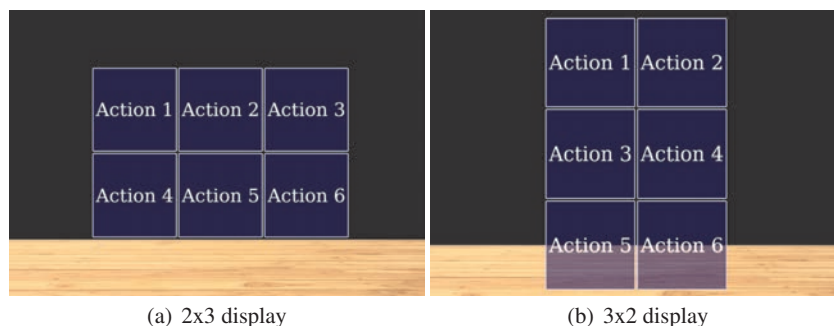 Action 1 Action 2 Action 3
Action 4 Action 5 Action 6
(a) 2x3 display
Action 1 Action 2
Action 3 Action 4
Action 5 Action 6
(b) 3x2 display